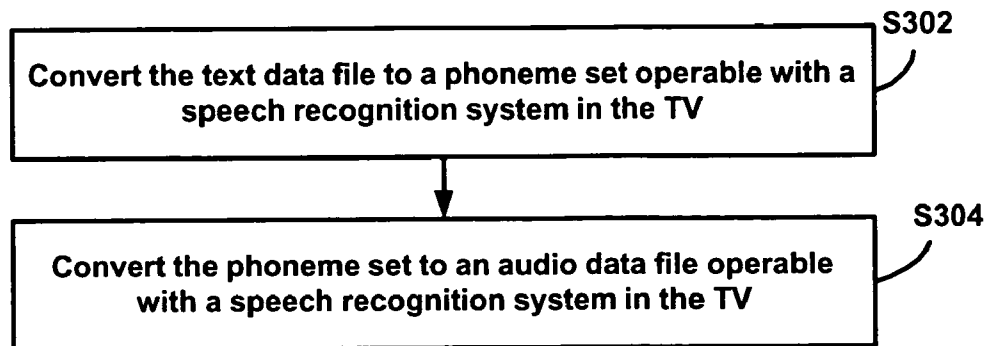 S302
Convert the text data file to a phoneme set operable with a
speech recognition system in the TV
S304
Convert the phoneme set to an audio data file operable
with a speech recognition system in the TV